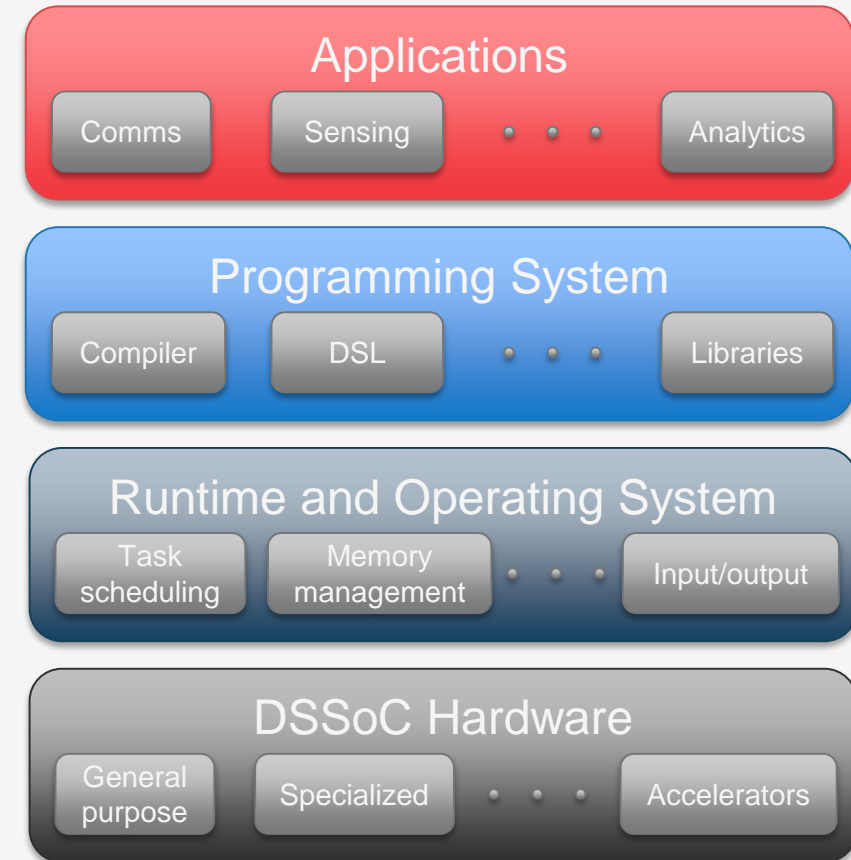 Applications
Comms
Sensing
Analytics
Programming System
Compiler
DSL
Libraries
Runtime and Operating System
Task
scheduling
Memory
management
Input/output
DSSoC Hardware
General
purpose
Specialized
Accelerators